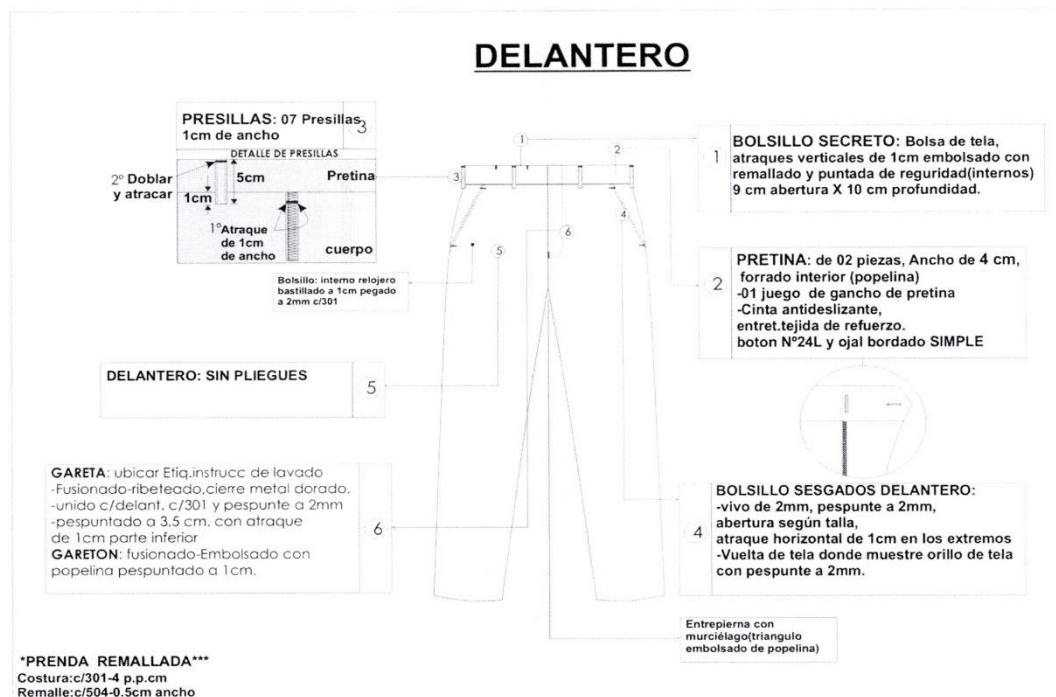 DELANTERO
PRESILLAS: 07 Presillas
1cm de ancho
3
DETALLE DE PRESILLAS
2º Doblar
y atracar
5cm
1cm
Pretina
1ºAtraque
de 1cm
de ancho
cuerpo
Bolsillo: interno relojero
bastillado a 1cm pegado
a 2mm c/301
DELANTERO: SIN PLIEGUES
5
GARETA: ubicar Etiq.instrucc de lavado
-Fusionado-ribeteado,cierre metal dorado,
-unido c/delant. c/301 y pespunte a 2mm
-pespuntado a 3.5 cm. con atraque
de 1cm parte inferior
GARETON: fusionado-Embolsado con
popelina pespuntado a 1cm.
6
1
2
3
4
5
6
1
BOLSILLO SECRETO: Bolsa de tela,
atraques verticales de 1cm embolsado con
remallado y puntada de reguridad(internos)
9 cm abertura X 10 cm profundidad.
2
PRETINA: de 02 piezas, Ancho de 4 cm,
forrado interior (popelina)
-01 juego de gancho de pretina
-Cinta antideslizante,
entret.tejida de refuerzo.
boton Nº24L y ojal bordado SIMPLE
4
BOLSILLO SESGADOS DELANTERO:
-vivo de 2mm, pespunte a 2mm,
abertura según talla,
atraque horizontal de 1cm en los extremos
-Vuelta de tela donde muestre orillo de tela
con pespunte a 2mm.
Entrepierna con
murciélago(triangulo
embolsado de popelina)
*PRENDA REMALLADA***
Costura:c/301-4 p.p.cm
Remalle:c/504-0.5cm ancho